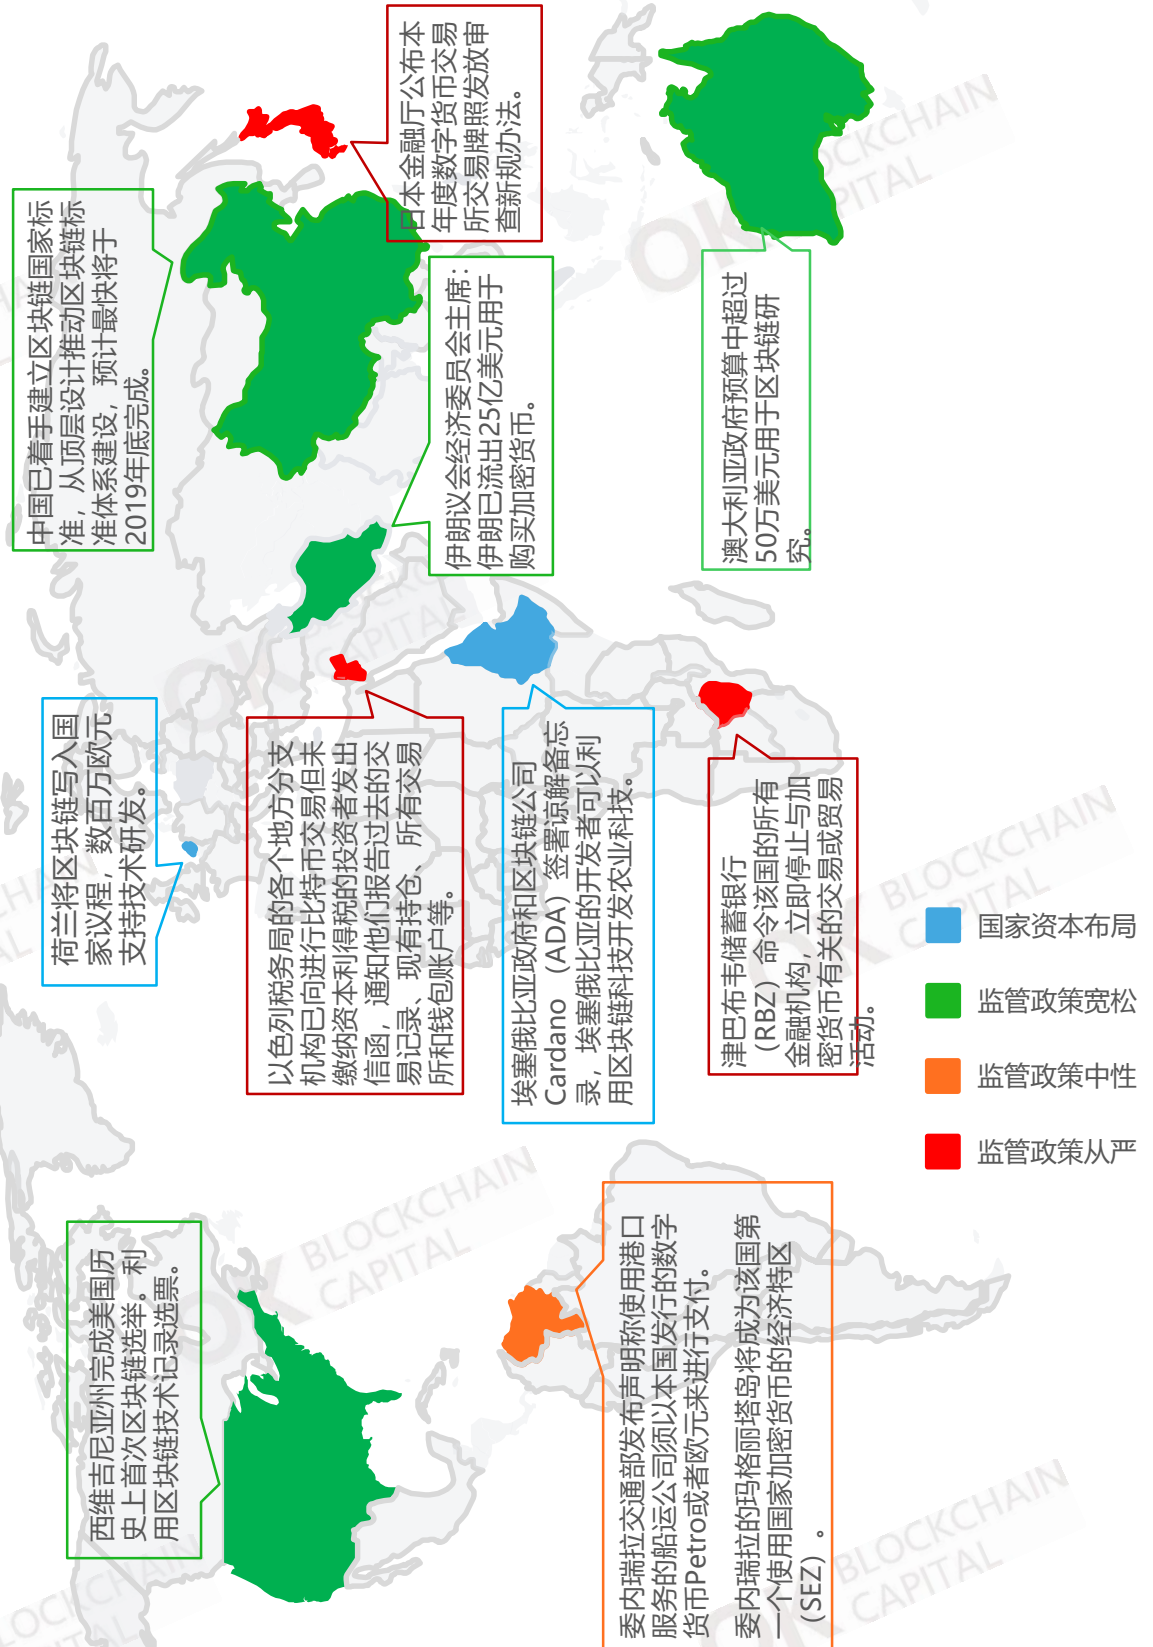 西维吉尼亚州完成美国历
史上首次区块链选举。利
用区块链技术记录选票。
荷兰将区块链写入国
家议程，数百万欧元
支持技术研发。
中国已着手建立区块链国家标
准，从顶层设计推动区块链标
准体系建设，预计最快将于
2019年底完成。
日本金融厅公布本
年度数字货币交易
所交易牌照发放审
查新规办法。
以色列税务局的各个地方分支
机构已向进行比特币交易但未
缴纳资本利得税的投资者发出
信函，通知他们报告过去的交
易记录、现有持仓、所有交易
所和钱包账户等。
伊朗议会经济委员会主席：
伊朗已流出25亿美元用于
购买加密货币。
埃塞俄比亚政府和区块链公司
Cardano（ADA）签署谅解备忘
录，埃塞俄比亚的开发者可以利
用区块链科技开发农业科技。
委内瑞拉交通部发布声明称使用港口
服务的船运公司须以本国发行的数字
货币Petro或者欧元来进行支付。
委内瑞拉的玛格丽塔岛将成为该国第
一个使用国家加密货币的经济特区
（SEZ）。
津巴布韦储蓄银行
（RBZ）命令该国的所有
金融机构，立即停止与加
密货币有关的交易或贸易
活动。
澳大利亚政府预算中超过
50万美元用于区块链研
究。
国家资本布局
监管政策宽松
监管政策中性
监管政策从严
OK BLOCKCHAIN
CAPITAL